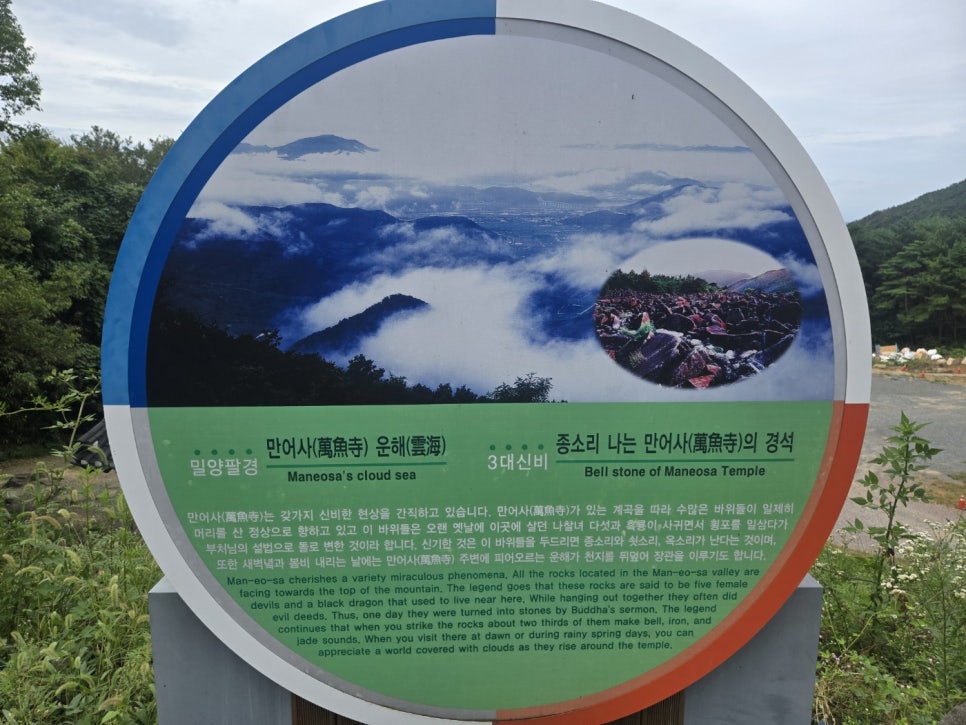 밀양팔경
만어사(萬魚寺) 운해(雲海)
Maneosa's cloud sea
3대신비
종소리 나는 만어사(萬魚寺)의 경석
Bell stone of Maneosa Temple
만어사(萬魚寺)는 갖가지 신비한 현상을 간직하고 있습니다. 만어사(萬魚寺)가 있는 계곡을 따라 수많은 바위들이 일제히
머리를 산 정상으로 향하고 있고 이 바위들은 오랜 옛날에 이곳에 살던 나찰녀 다섯과 흑룡이 사귀면서 횡포를 일삼다가
부처님의 설법으로 돌로 변한 것이라 합니다. 신기한 것은 이 바위들을 두드리면 종소리와 쇳소리, 옥소리가 난다는 것이며,
또한 새벽녘과 봄비 내리는 날에는 만어사(萬魚寺) 주변에 피어오르는 운해가 천지를 뒤덮어 장관을 이루기도 합니다.
Man-eo-sa cherishes a variety miraculous phenomena. All the rocks located in the Man-eo-sa valley are
facing towards the top of the mountain. The legend goes that these rocks are said to be five female
devils and a black dragon that used to live near here. While hanging out together they often did
evil deeds. Thus, one day they were turned into stones by Buddha's sermon. The legend
continues that when you strike the rocks about two thirds of them make bell, iron, and
jade sounds. When you visit there at dawn or during rainy spring days, you can
appreciate a world covered with clouds as they rise around the temple.